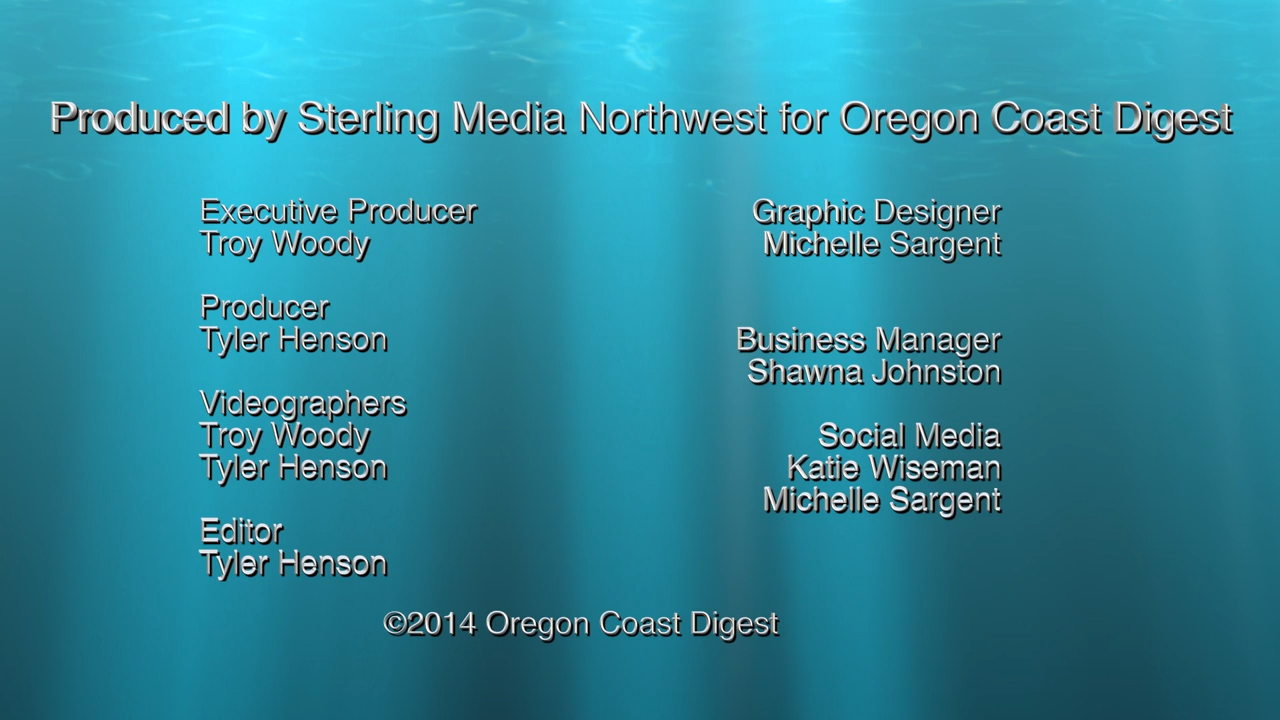 Produced by Sterling Media Northwest for Oregon Coast Digest
Executive Producer
Troy Woody
Producer
Tyler Henson
Videographers
Troy Woody
Tyler Henson
Editor
Tyler Henson
Graphic Designer
Michelle Sargent
Business Manager
Shawna Johnston
Social Media
Katie Wiseman
Michelle Sargent
©2014 Oregon Coast Digest